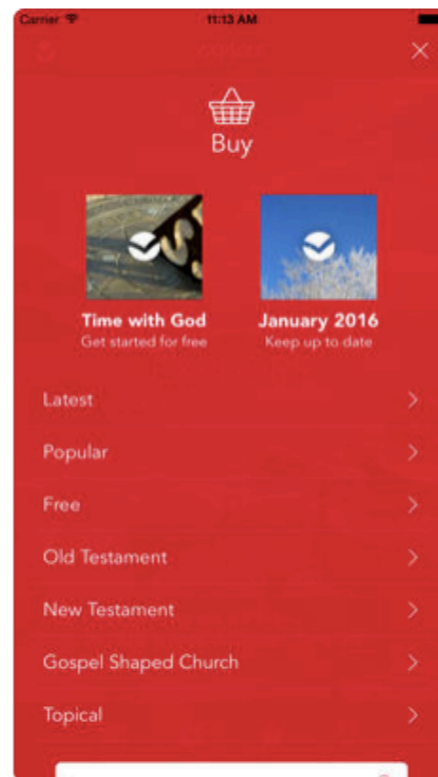 Carrier 11:13 AM
Buy
Time with God January 2016
Get started for free Keep up to date
Latest
Popular
Free
Old Testament
New Testament
Gospel Shaped Church
Topical